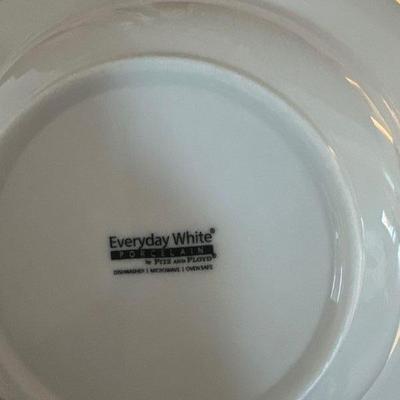 Everyday White®
PORCELAIN
by FITZ AND FLOYD®
DISHWASHER | MICROWAVE | OVEN SAFE